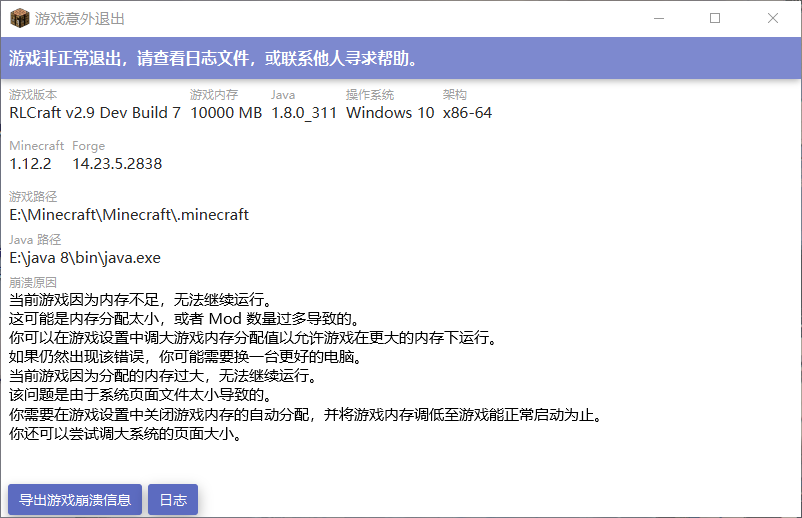 游戏意外退出
游戏非正常退出，请查看日志文件，或联系他人寻求帮助。
游戏版本 游戏内存 Java 操作系统 架构
RLCraft v2.9 Dev Build 7 10000 MB 1.8.0_311 Windows 10 x86-64
Minecraft Forge
1.12.2 14.23.5.2838
游戏路径
E:\Minecraft\Minecraft\.minecraft
Java 路径
E:\java 8\bin\java.exe
崩溃原因
当前游戏因为内存不足，无法继续运行。
这可能是内存分配太小，或者 Mod 数量过多导致的。
你可以在游戏设置中调大游戏内存分配值以允许游戏在更大的内存下运行。
如果仍然出现该错误，你可能需要换一台更好的电脑。
当前游戏因为分配的内存过大，无法继续运行。
该问题是由于系统页面文件太小导致的。
你需要在游戏设置中关闭游戏内存的自动分配，并将游戏内存调低至游戏能正常启动为止。
你还可以尝试调大系统的页面大小。
导出游戏崩溃信息 日志